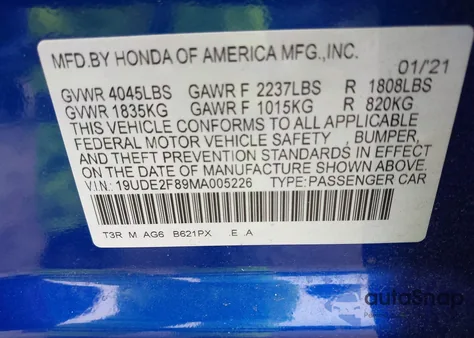 MFD.BY HONDA OF AMERICA MFG.,INC.
01/'21
GVWR 4045LBS GAWR F 2237LBS R 1808LBS
GVWR 1835KG GAWR F 1015KG R 820KG
THIS VEHICLE CONFORMS TO ALL APPLICABLE
FEDERAL MOTOR VEHICLE SAFETY , BUMPER,
AND THEFT PREVENTION STANDARDS IN EFFECT
ON THE DATE OF MANUFACTURE SHOWN ABOVE.
V.I.N: 19UDE2F89MA005226 TYPE:PASSENGER CAR
T3R M AG6 B621PX .E .A
autoSnap